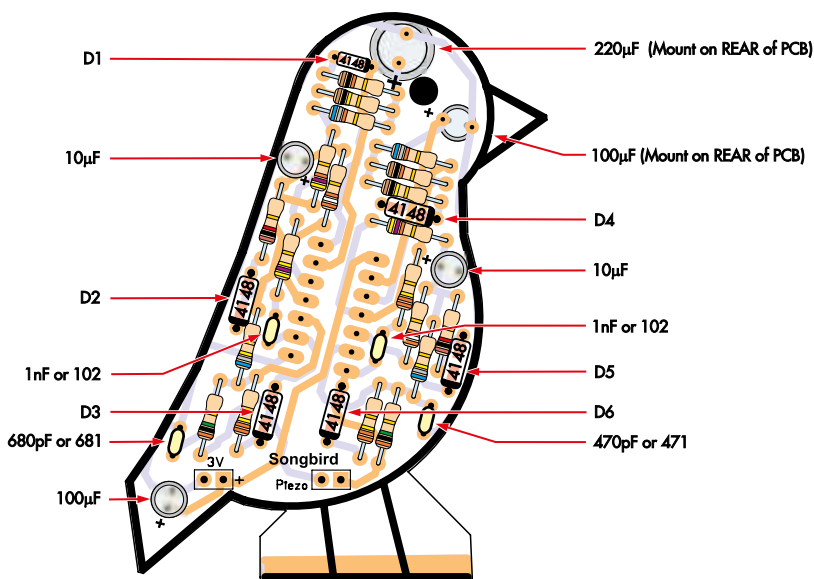 D1
4148
220µF (Mount on REAR of PCB)
+
+
10µF
+
100µF (Mount on REAR of PCB)
4148
D4
+
10µF
D2
4148
1nF or 102
1nF or 102
4148
D5
D3
4148
4148
D6
680pF or 681
470pF or 471
3V
+
Songbird
Piezo
100µF
+